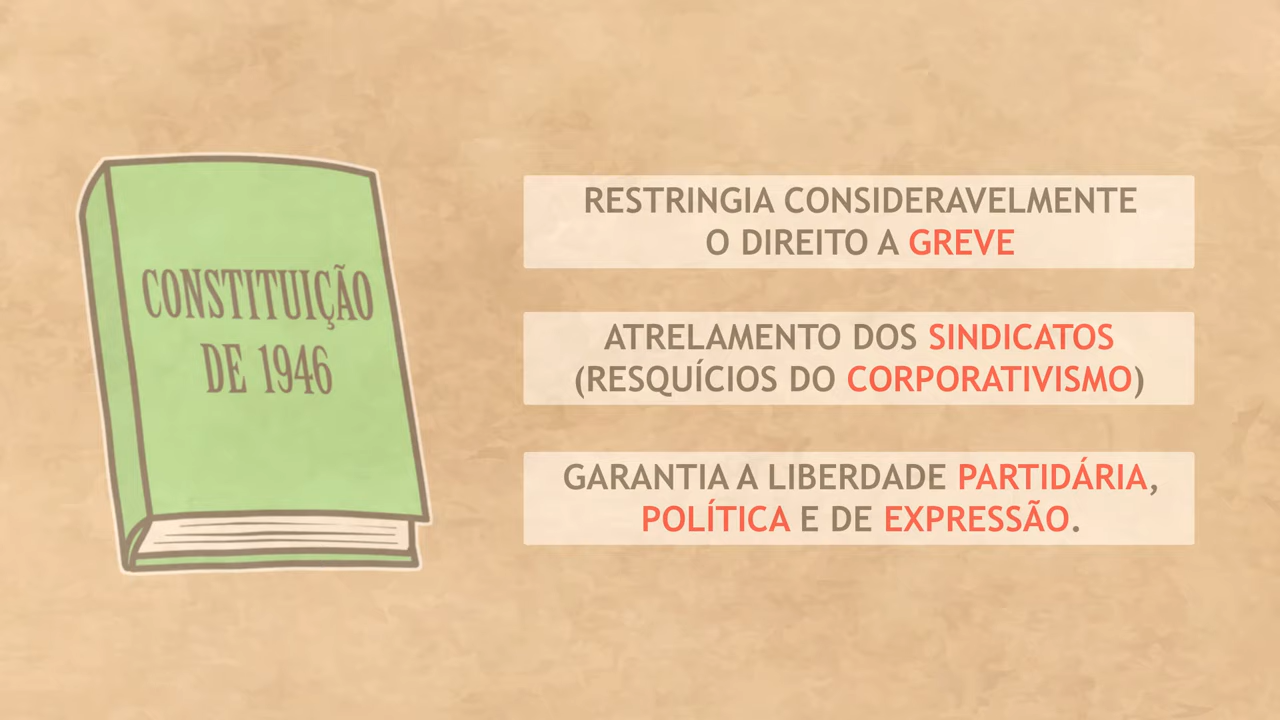 CONSTITUIÇÃO
DE 1946
RESTRINGIA CONSIDERAVELMENTE
O DIREITO A GREVE
ATRELAMENTO DOS SINDICATOS
(RESQUÍCIOS DO CORPORATIVISMO)
GARANTIA A LIBERDADE PARTIDÁRIA,
POLÍTICA E DE EXPRESSÃO.